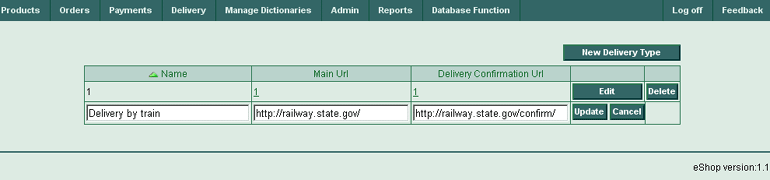 Products Orders Payments Delivery Manage Dictionaries Admin Reports Database Function Log off Feedback
New Delivery Type
Name Main Url Delivery Confirmation Url
1 1 1 Edit Delete
Delivery by train http://railway.state.gov/ http://railway.state.gov/confirm/ Update Cancel
eShop version:1.1